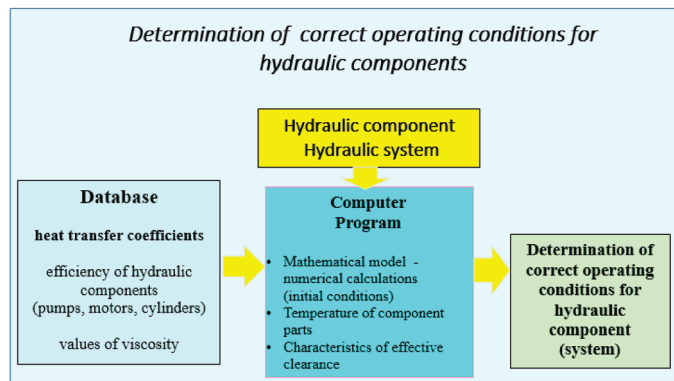 Determination of correct operating conditions for
hydraulic components
Hydraulic component
Hydraulic system
Database
heat transfer coefficients
efficiency of hydraulic
components
(pumps, motors, cylinders)
values of viscosity
Computer
Program
• Mathematical model -
numerical calculations
(initial conditions)
• Temperature of component
parts
• Characteristics of effective
clearance
Determination of
correct operating
conditions for
hydraulic
component
(system)